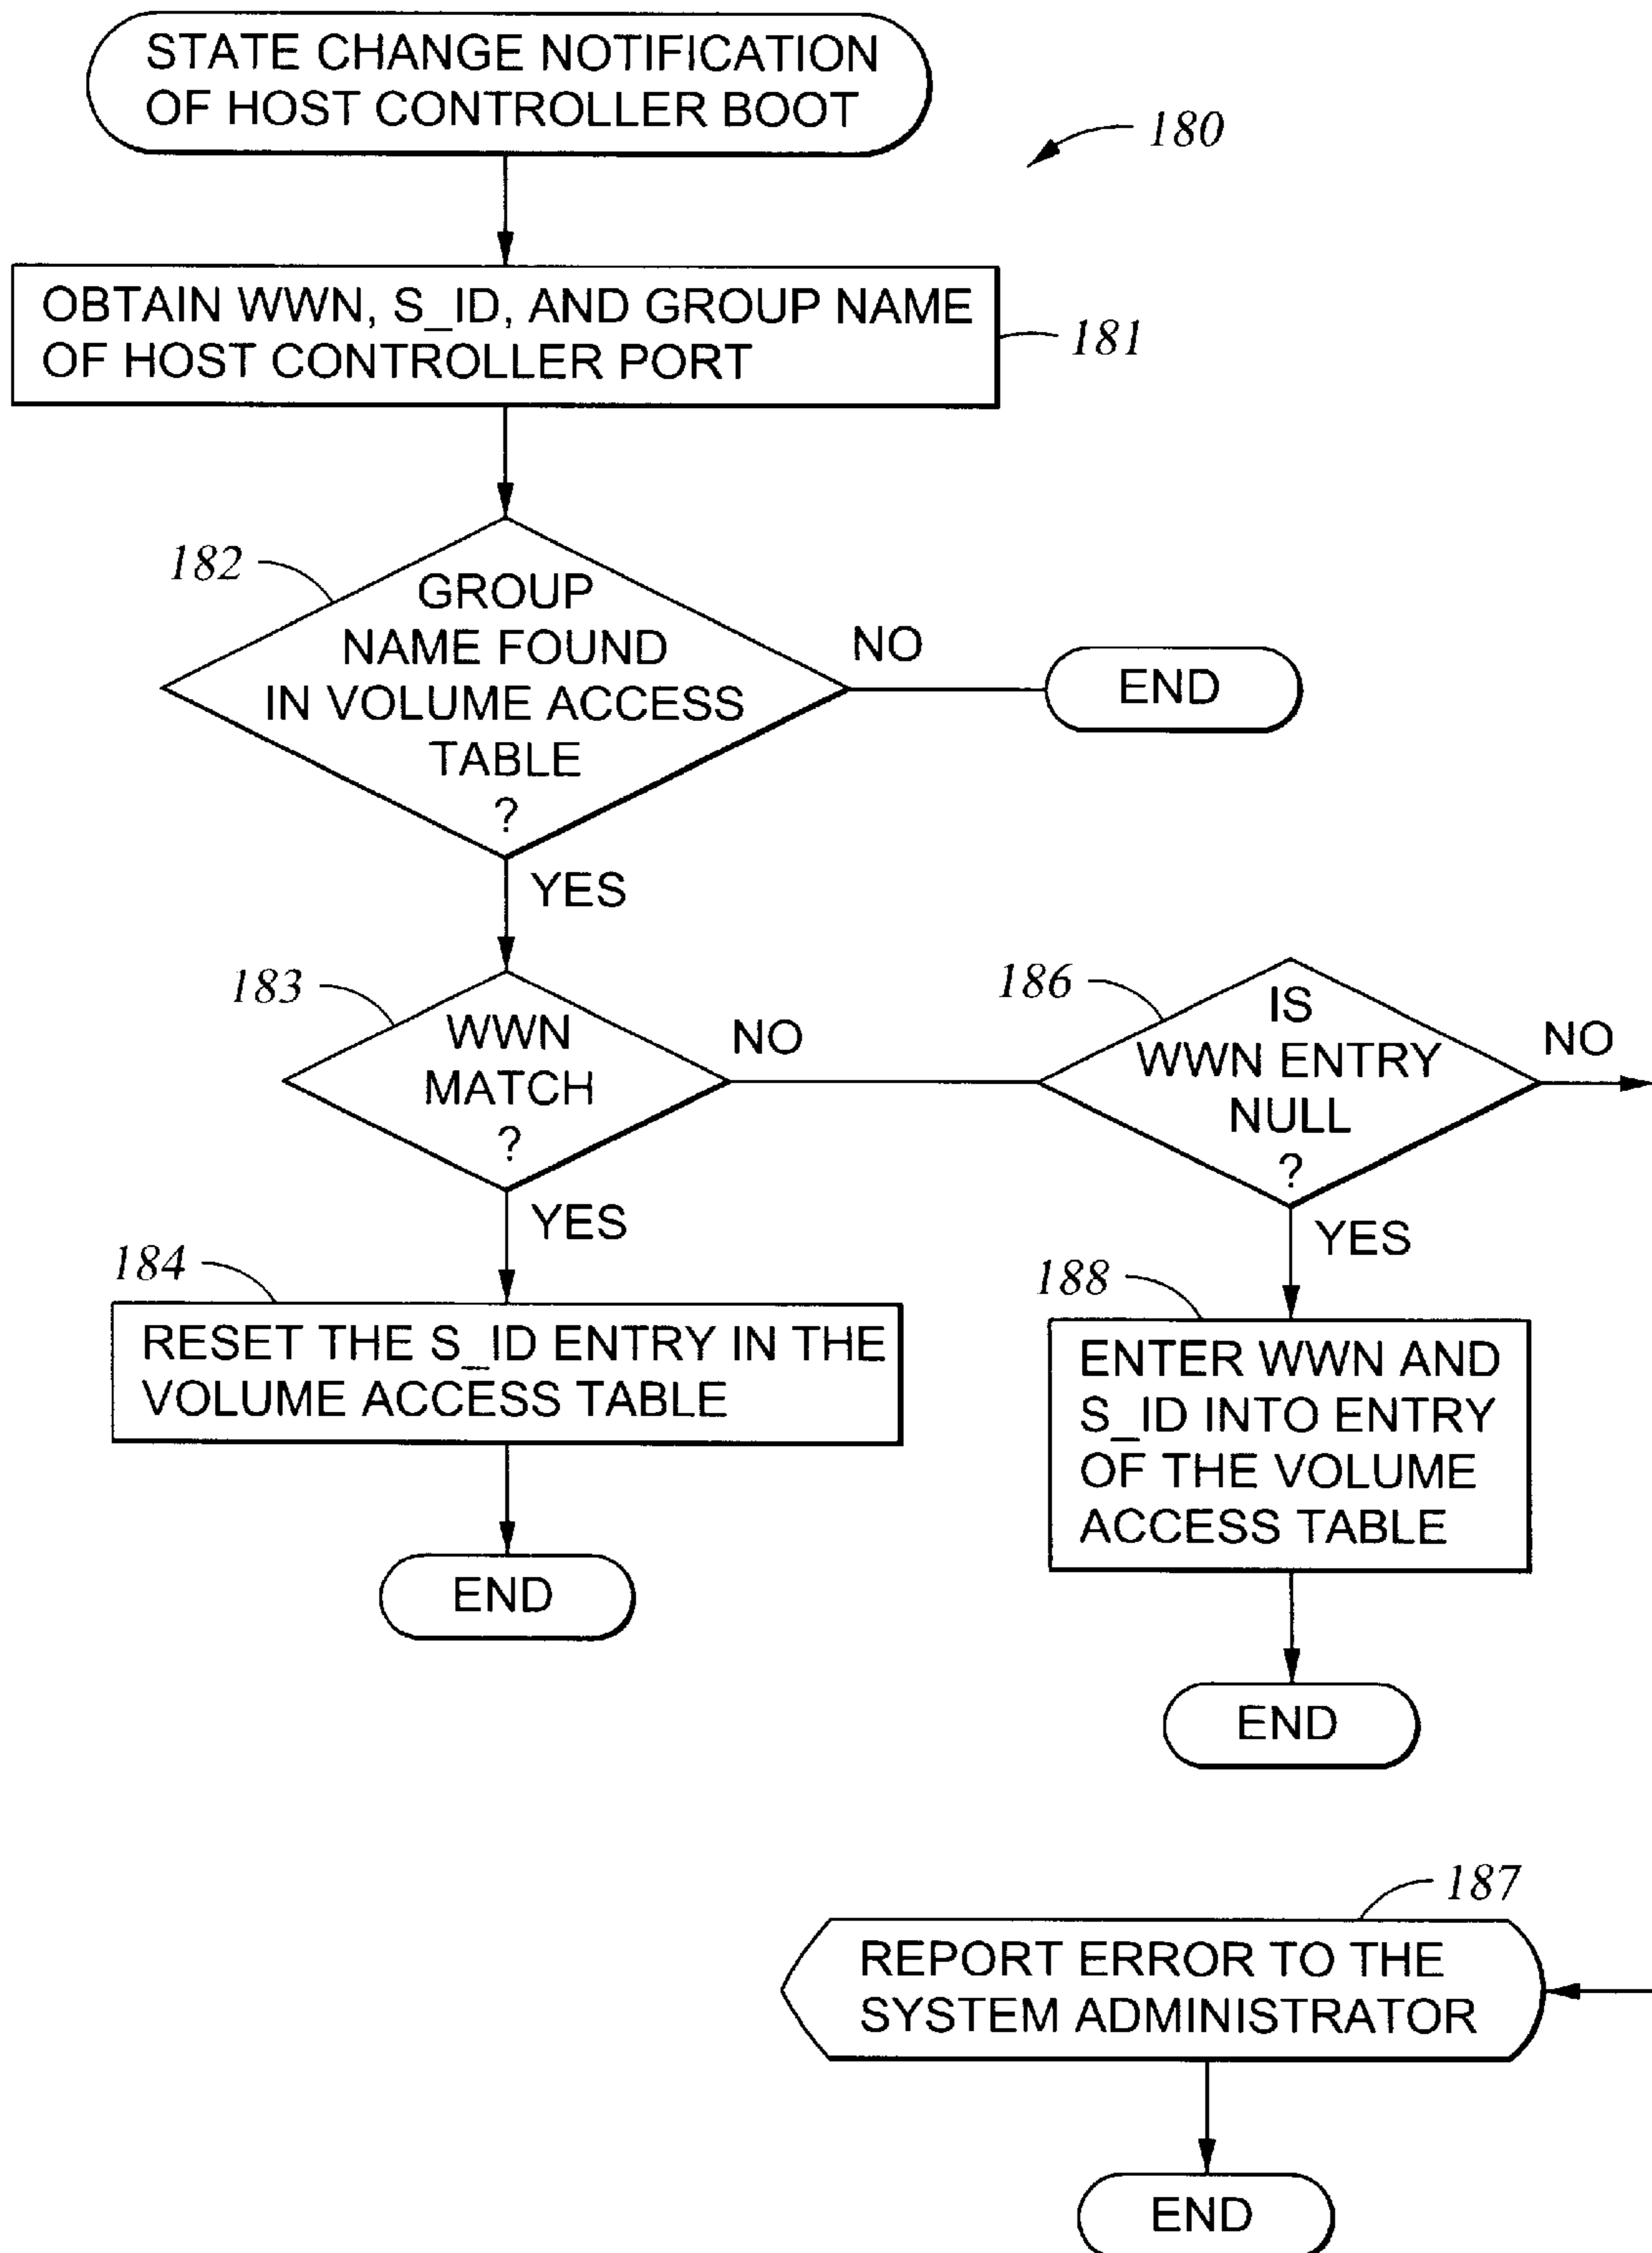 STATE CHANGE NOTIFICATION
OF HOST CONTROLLER BOOT
180
OBTAIN WWN, S_ID, AND GROUP NAME
OF HOST CONTROLLER PORT
181
182
GROUP
NAME FOUND
IN VOLUME ACCESS
TABLE
?
NO
END
YES
183
WWN
MATCH
?
NO
186
IS
WWN ENTRY
NULL
?
NO
YES
YES
184
RESET THE S_ID ENTRY IN THE
VOLUME ACCESS TABLE
END
188
ENTER WWN AND
S_ID INTO ENTRY
OF THE VOLUME
ACCESS TABLE
END
187
REPORT ERROR TO THE
SYSTEM ADMINISTRATOR
END